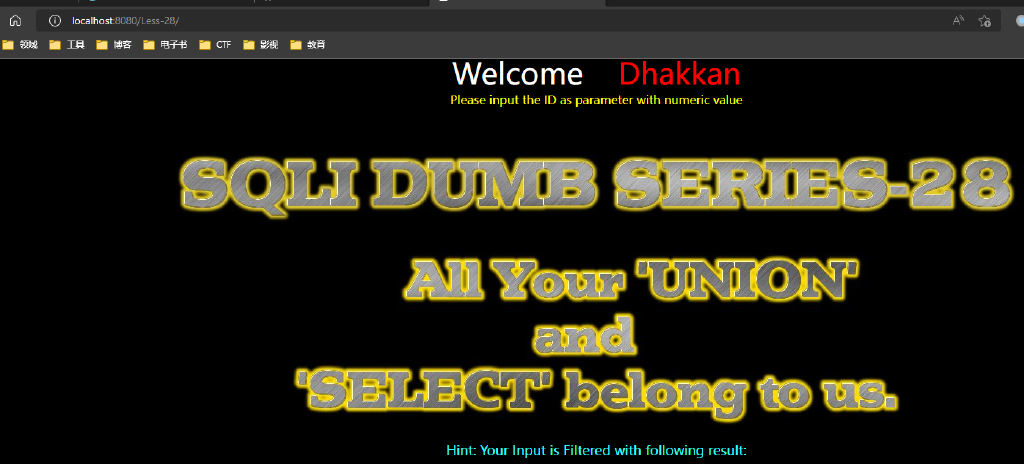 localhost:8080/Less-28/
领域 工具 博客 电子书 CTF 影视 教育
Welcome Dhakkan
Please input the ID as parameter with numeric value
SQLI DUMB SERIES-28
All Your 'UNION'
and
'SELECT' belong to us.
Hint: Your Input is Filtered with following result: